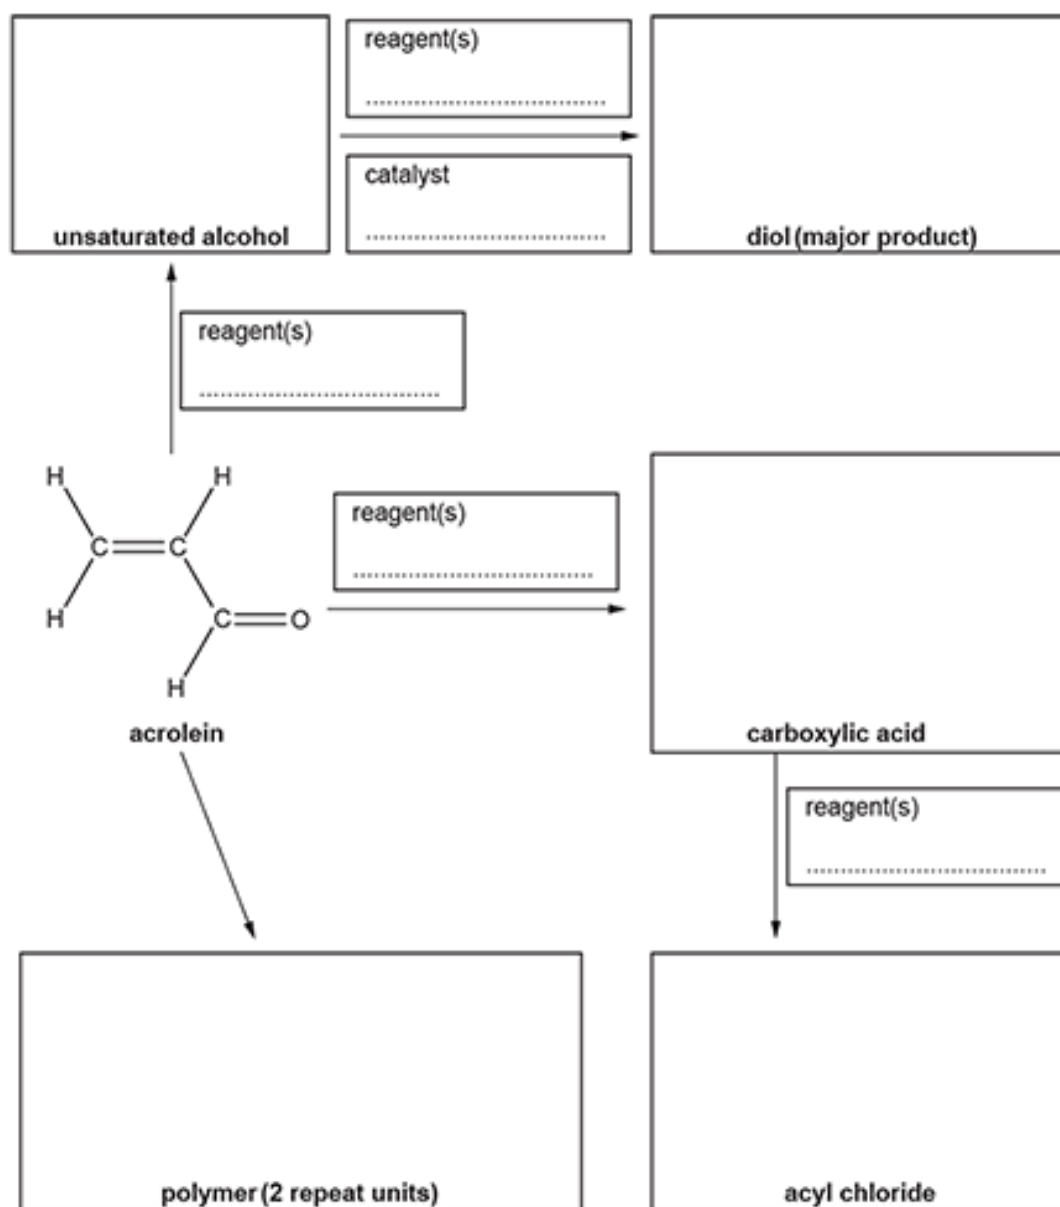 reagent(s)
................................
catalyst
................................
unsaturated alcohol
diol (major product)
reagent(s)
................................
H H
C C
H
C O
H
reagent(s)
................................
acrolein
carboxylic acid
reagent(s)
................................
polymer (2 repeat units)
acyl chloride